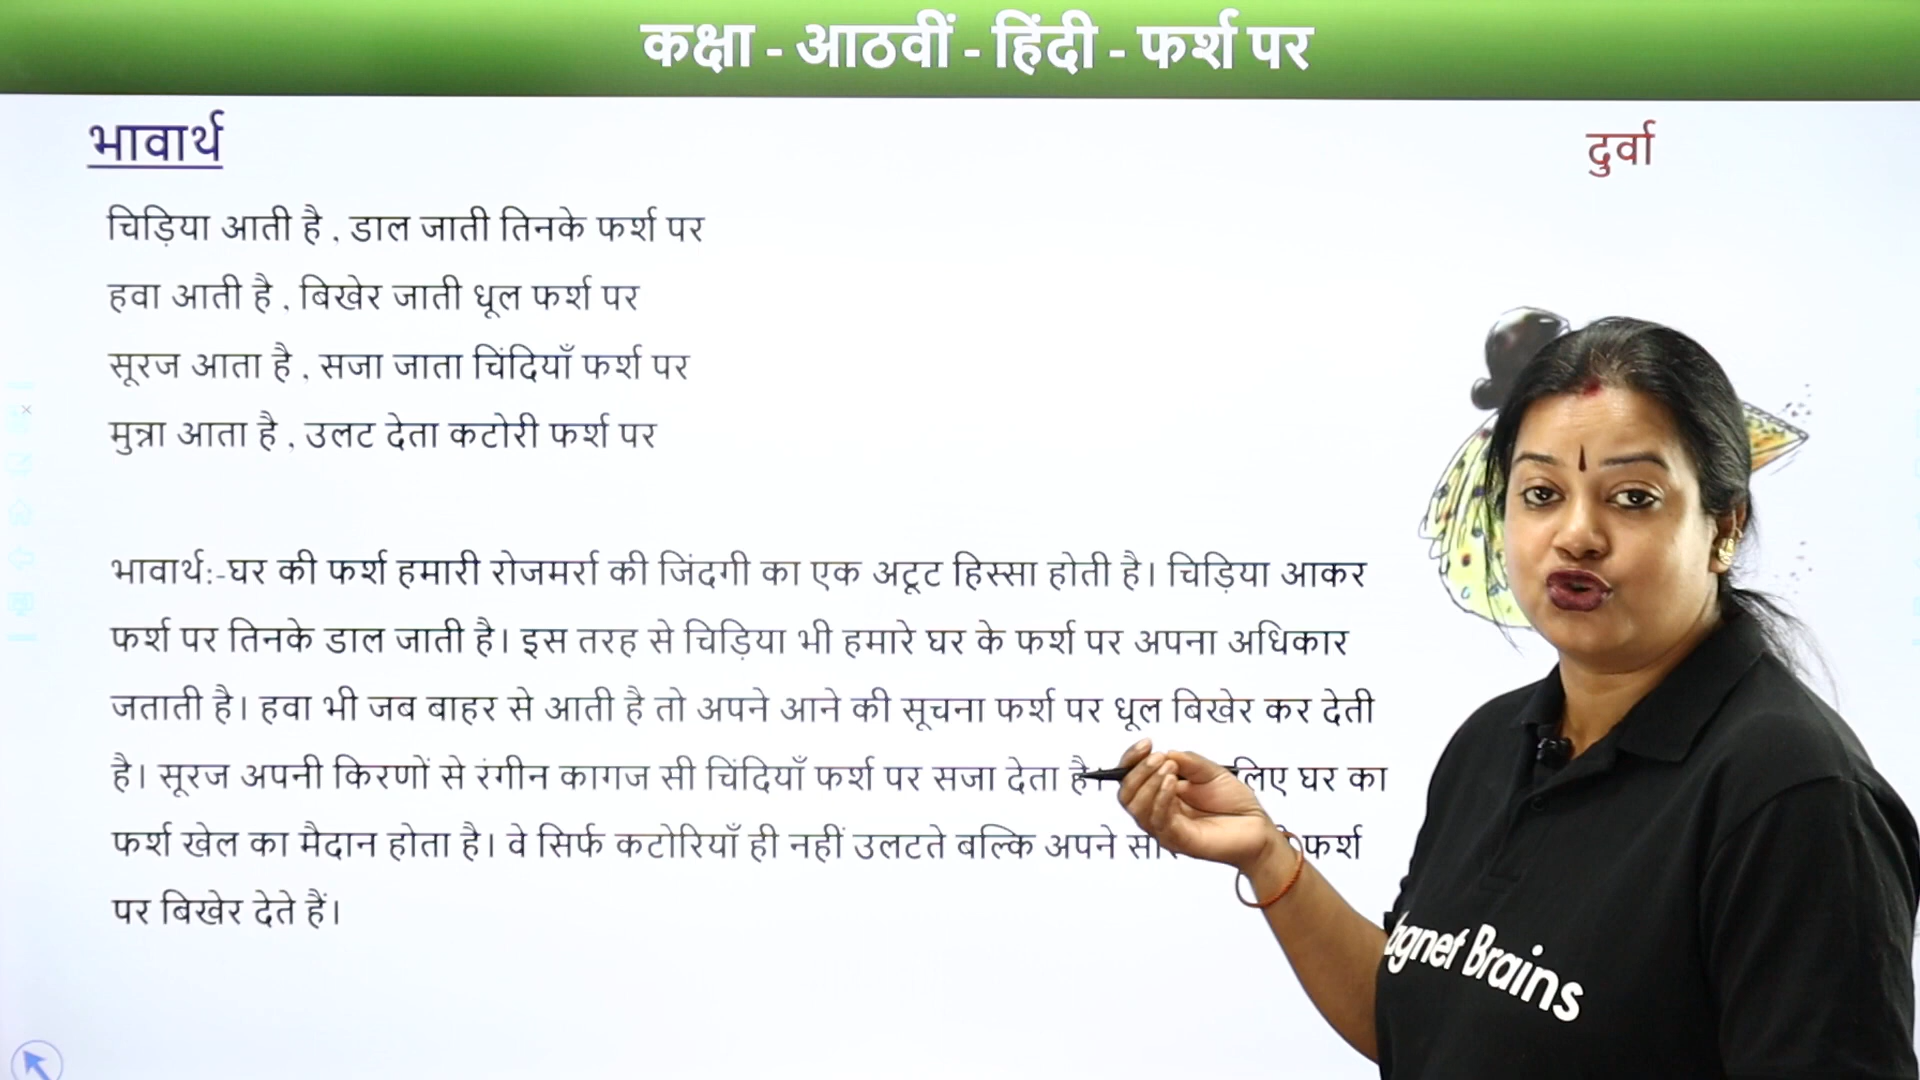 कक्षा - आठवीं - हिंदी - फर्श पर
भावार्थ
दुर्वा
चिड़िया आती है , डाल जाती तिनके फर्श पर
हवा आती है , बिखेर जाती धूल फर्श पर
सूरज आता है , सजा जाता चिंदियाँ फर्श पर
मुन्ना आता है , उलट देता कटोरी फर्श पर
भावार्थ:-घर की फर्श हमारी रोजमर्रा की जिंदगी का एक अटूट हिस्सा होती है। चिड़िया आकर
फर्श पर तिनके डाल जाती है। इस तरह से चिड़िया भी हमारे घर के फर्श पर अपना अधिकार
जताती है। हवा भी जब बाहर से आती है तो अपने आने की सूचना फर्श पर धूल बिखेर कर देती
है। सूरज अपनी किरणों से रंगीन कागज सी चिंदियाँ फर्श पर सजा देता है। लिए घर का
फर्श खेल का मैदान होता है। वे सिर्फ कटोरियाँ ही नहीं उलटते बल्कि अपने फर्श
पर बिखेर देते हैं।
agnet Brains